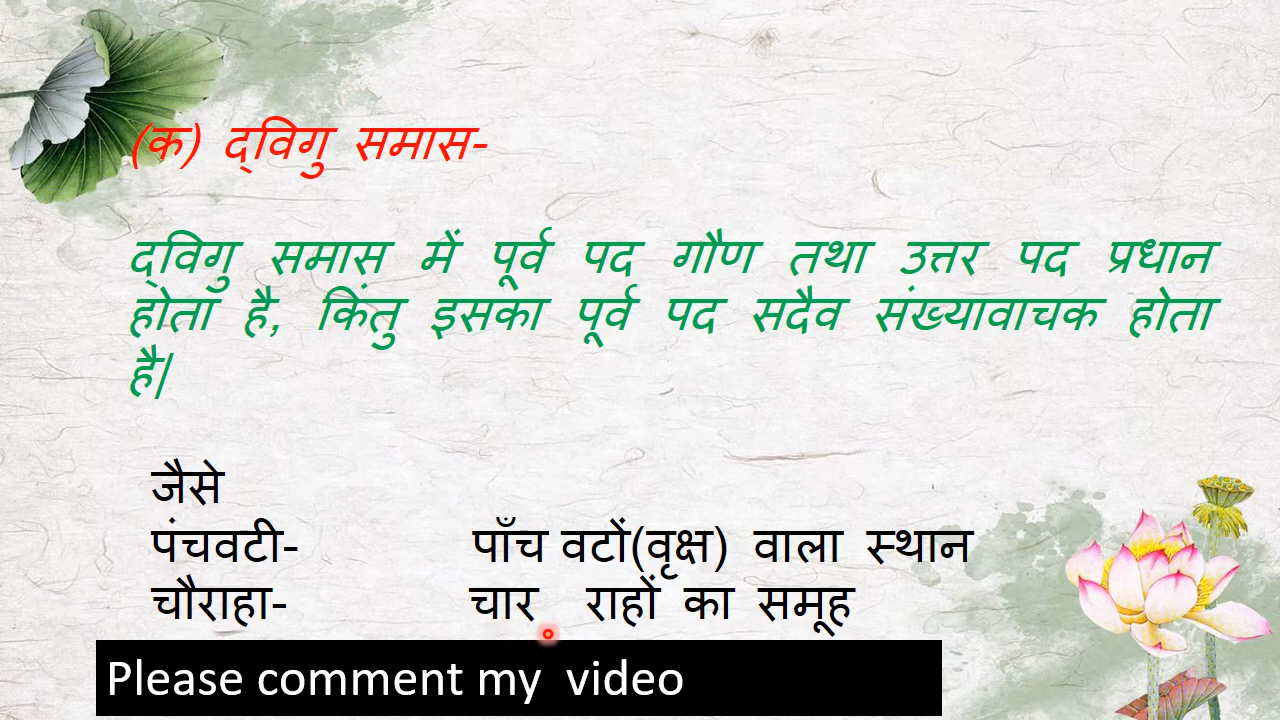 (क) द्विगु समास-
द्विगु समास में पूर्व पद गौण तथा उत्तर पद प्रधान
होता है, किंतु इसका पूर्व पद सदैव संख्यावाचक होता
है|
जैसे
पंचवटी- पाँच वटों(वृक्ष) वाला स्थान
चौराहा- चार राहों का समूह
Please comment my video